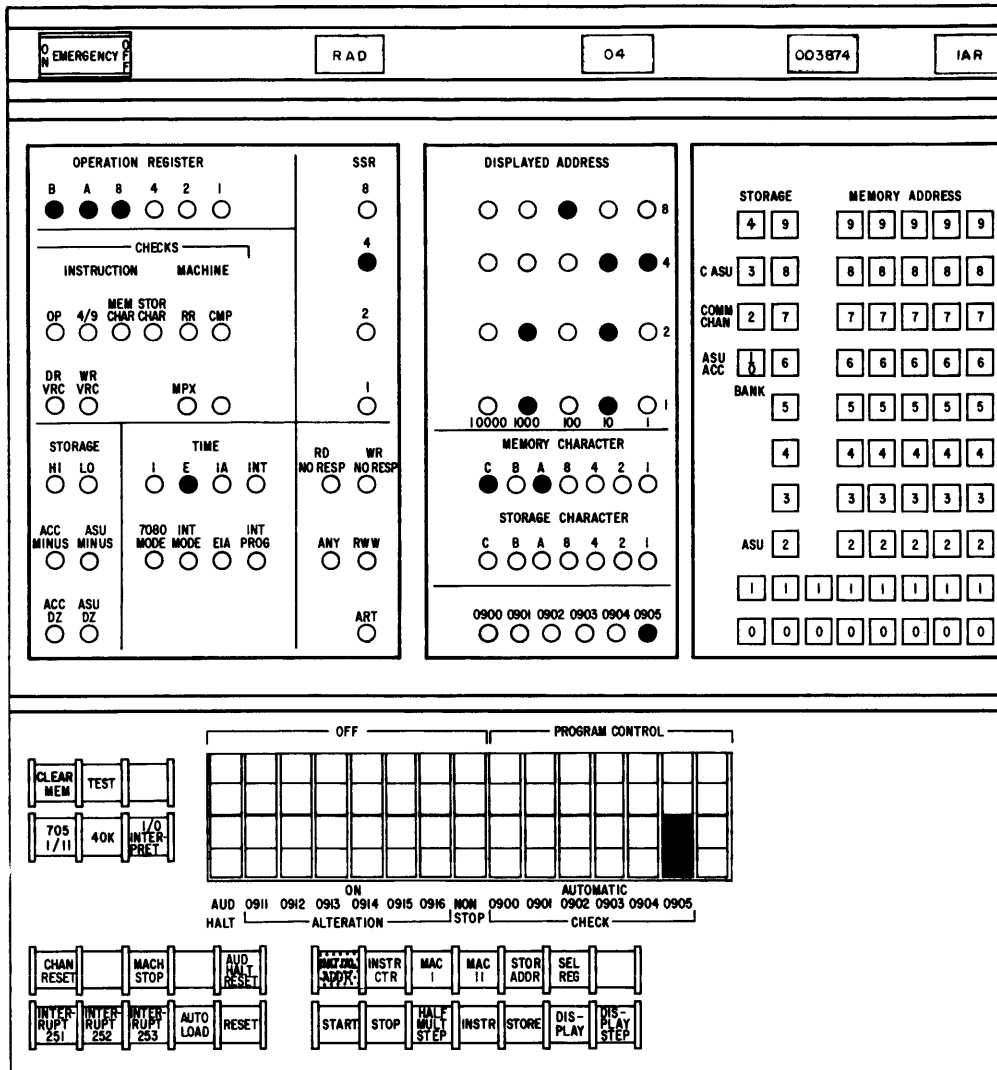 ON EMERGENCY OFF
RAD
04
003874
IAR
OPERATION REGISTER
B A 8 4 2 1
SSR
8
4
2
1
CHECKS
INSTRUCTION MACHINE
OP 4/9 MEM CHAR STOR CHAR RR CMP
DR VRC WR VRC MPX
STORAGE
HI LO
TIME
I E IA INT
RD NO RESP WR NO RESP
ACC MINUS ASU MINUS
7080 MODE INT MODE EIA INT PROG
ANY RWW
ACC DZ ASU DZ
ART
DISPLAYED ADDRESS
8
4
2
1
10000 1000 100 10 1
MEMORY CHARACTER
C B A 8 4 2 1
STORAGE CHARACTER
C B A 8 4 2 1
0900 0901 0902 0903 0904 0905
STORAGE MEMORY ADDRESS
4 9 9 9 9 9 9
C ASU 3 8 8 8 8 8 8
COMM CHAN 2 7 7 7 7 7 7
ASU ACC 1/0 6 6 6 6 6 6
BANK 5 5 5 5 5 5
4 4 4 4 4 4
3 3 3 3 3 3
ASU 2 2 2 2 2 2
1 1 1 1 1 1 1 1
0 0 0 0 0 0 0 0
OFF PROGRAM CONTROL
CLEAR MEM TEST
705 I/II 40K I/O INTER-PRET
ON AUTOMATIC
AUD HALT 0911 0912 0913 0914 0915 0916 NON STOP 0900 0901 0902 0903 0904 0905
ALTERATION CHECK
CHAN RESET MACH STOP AUD HALT RESET
ADDR. INSTR CTR MAC I MAC II STOR ADDR SEL REG
INTER-RUPT 251 INTER-RUPT 252 INTER-RUPT 253 AUTO LOAD RESET
START STOP HALF MULT STEP INSTR STORE DIS-PLAY DIS-PLAY STEP